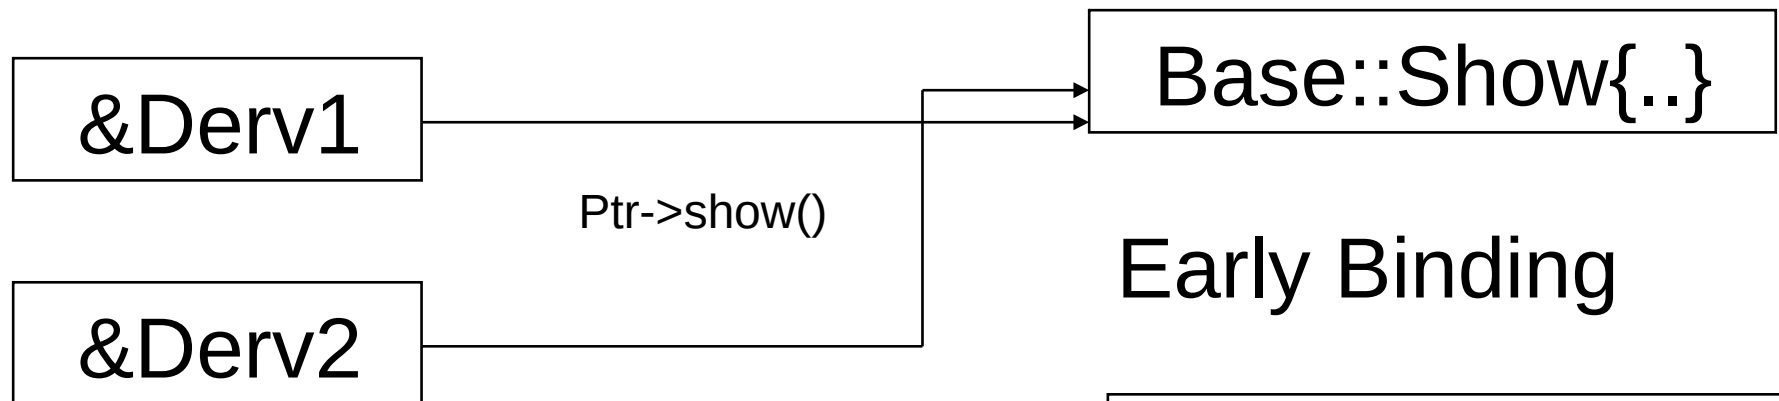 Base::Show{..}
&Derv1
Ptr->show()
Early Binding
&Derv2